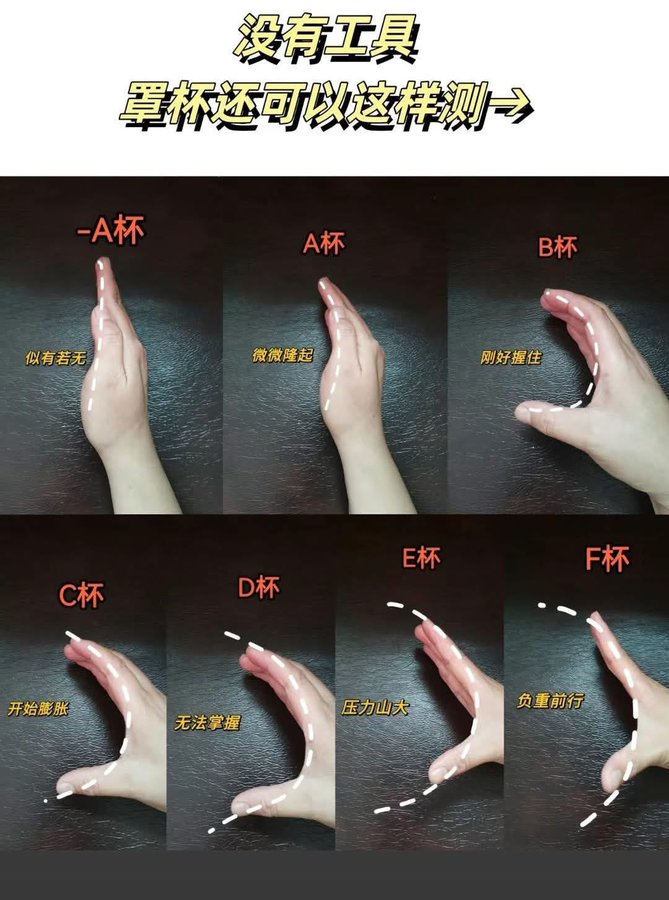 没有工具
罩杯还可以这样测→
-A杯
似有若无
A杯
微微隆起
B杯
刚好握住
C杯
开始膨胀
D杯
无法掌握
E杯
压力山大
F杯
负重前行